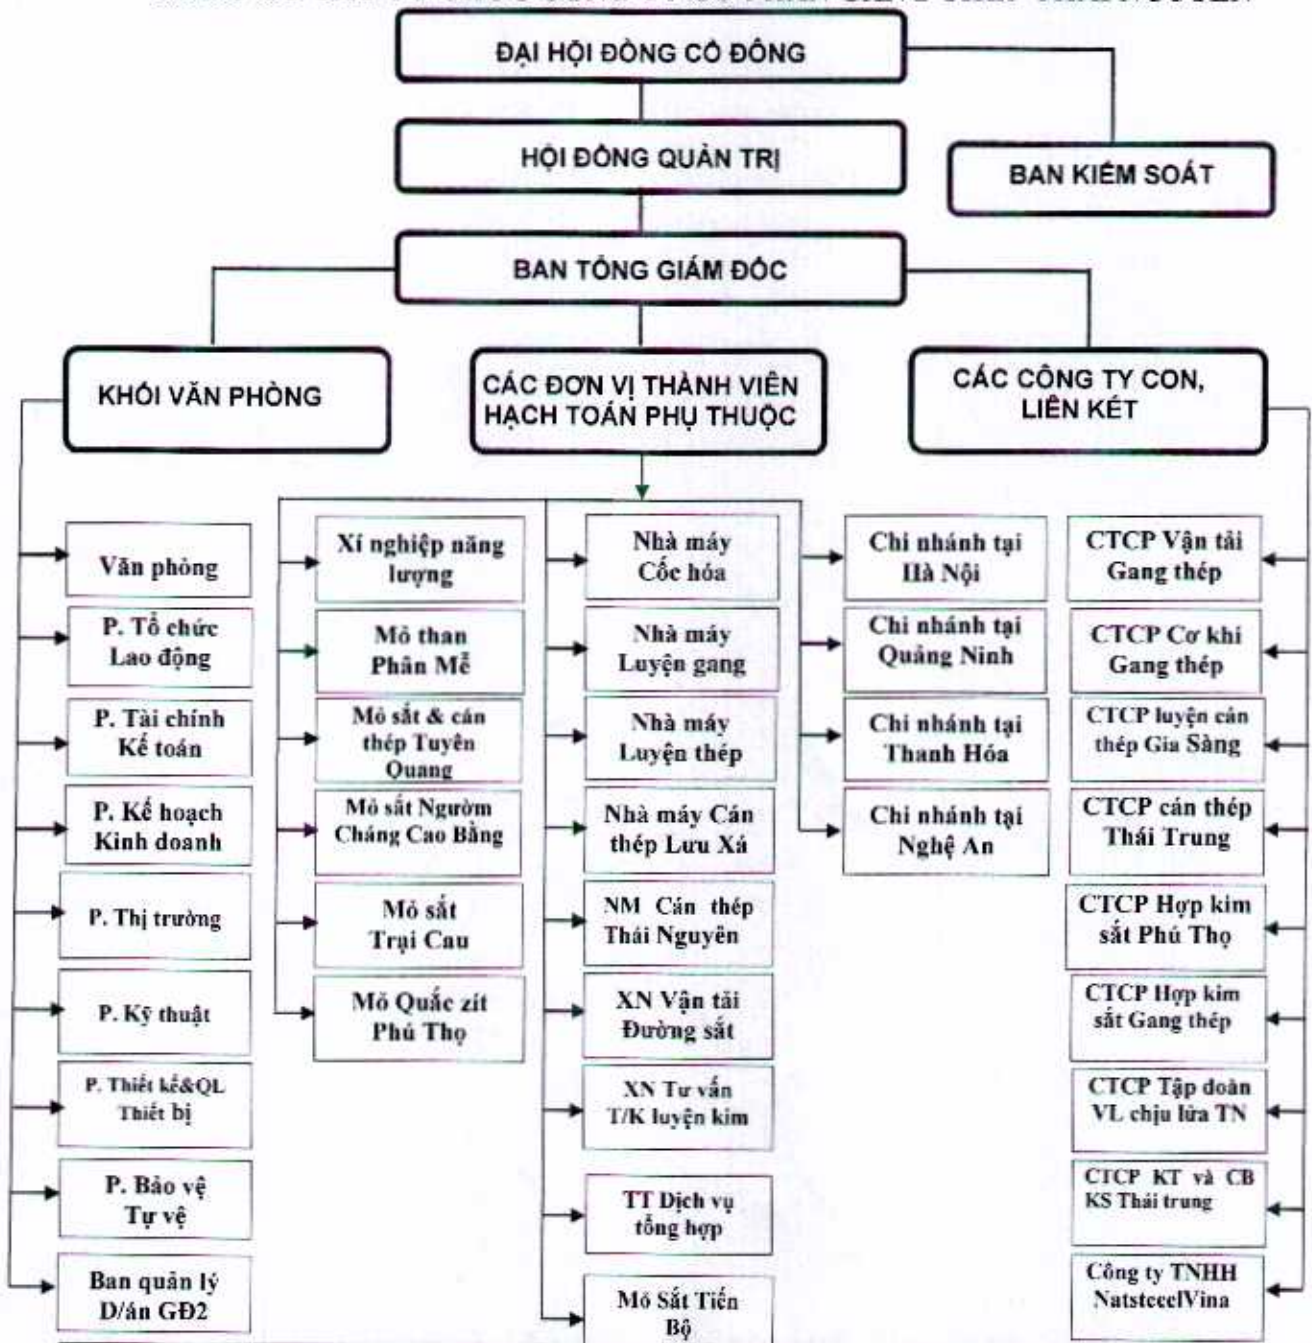 ĐẠI HỘI ĐỒNG CỔ ĐÔNG
HỘI ĐỒNG QUẢN TRỊ
BAN KIỂM SOÁT
BAN TỔNG GIÁM ĐỐC
KHỐI VĂN PHÒNG
CÁC ĐƠN VỊ THÀNH VIÊN
HẠCH TOÁN PHỤ THUỘC
CÁC CÔNG TY CON,
LIÊN KẾT
Văn phòng
P. Tổ chức
Lao động
P. Tài chính
Kế toán
P. Kế hoạch
Kinh doanh
P. Thị trường
P. Kỹ thuật
P. Thiết kế&QL
Thiết bị
P. Bảo vệ
Tự vệ
Ban quản lý
D/án GĐ2
Xí nghiệp năng
lượng
Mỏ than
Phấn Mễ
Mỏ sắt & cán
thép Tuyên
Quang
Mỏ sắt Ngườm
Cháng Cao Bằng
Mỏ sắt
Trại Cau
Mỏ Quắc zít
Phú Thọ
Nhà máy
Cốc hóa
Nhà máy
Luyện gang
Nhà máy
Luyện thép
Nhà máy Cán
thép Lưu Xá
NM Cán thép
Thái Nguyên
XN Vận tải
Đường sắt
XN Tư vấn
T/K luyện kim
TT Dịch vụ
tổng hợp
Mỏ Sắt Tiến
Bộ
Chi nhánh tại
Hà Nội
Chi nhánh tại
Quảng Ninh
Chi nhánh tại
Thanh Hóa
Chi nhánh tại
Nghệ An
CTCP Vận tải
Gang thép
CTCP Cơ khí
Gang thép
CTCP luyện cán
thép Gia Sàng
CTCP cán thép
Thái Trung
CTCP Hợp kim
sắt Phú Thọ
CTCP Hợp kim
sắt Gang thép
CTCP Tập đoàn
VL chịu lửa TN
CTCP KT và CB
KS Thái trung
Công ty TNHH
NatsteeelVina